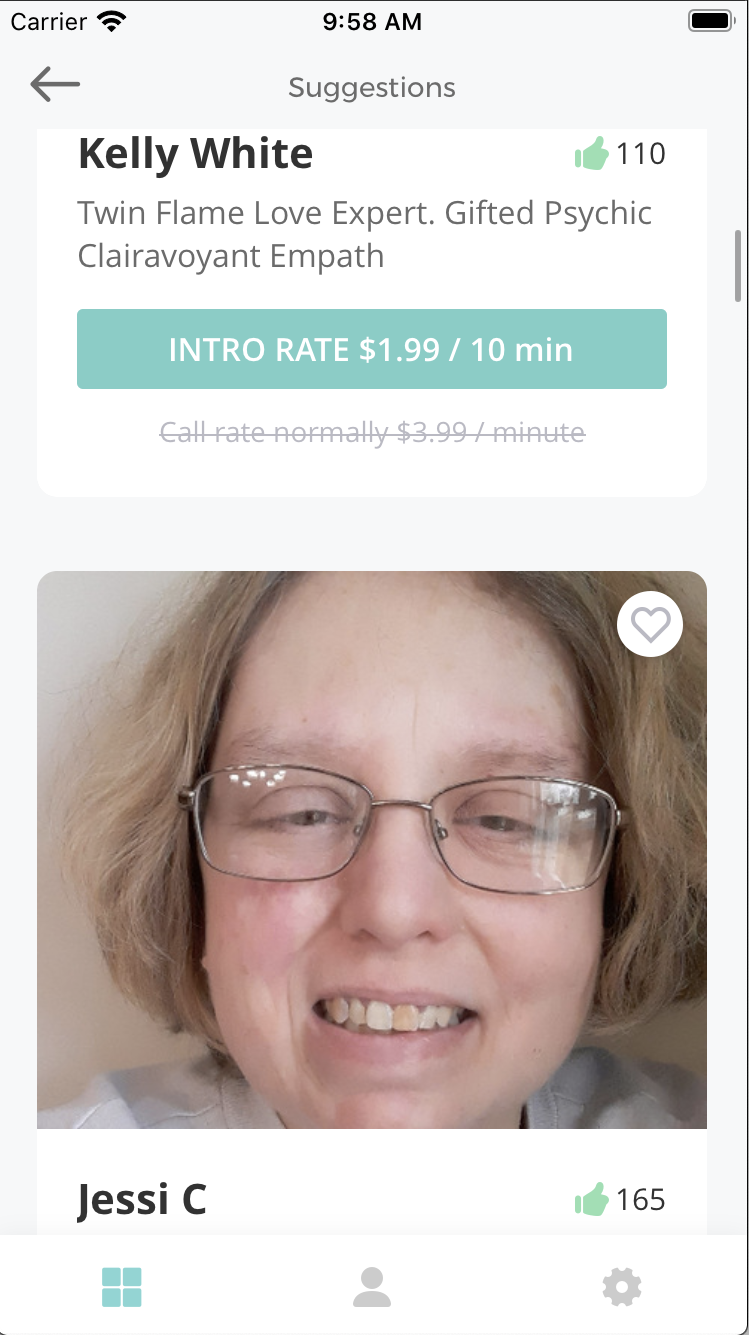 Carrier 9:58 AM
Suggestions
Kelly White 110
Twin Flame Love Expert. Gifted Psychic
Clairavoyant Empath
INTRO RATE $1.99 / 10 min
Call rate normally $3.99 / minute
Jessi C 165